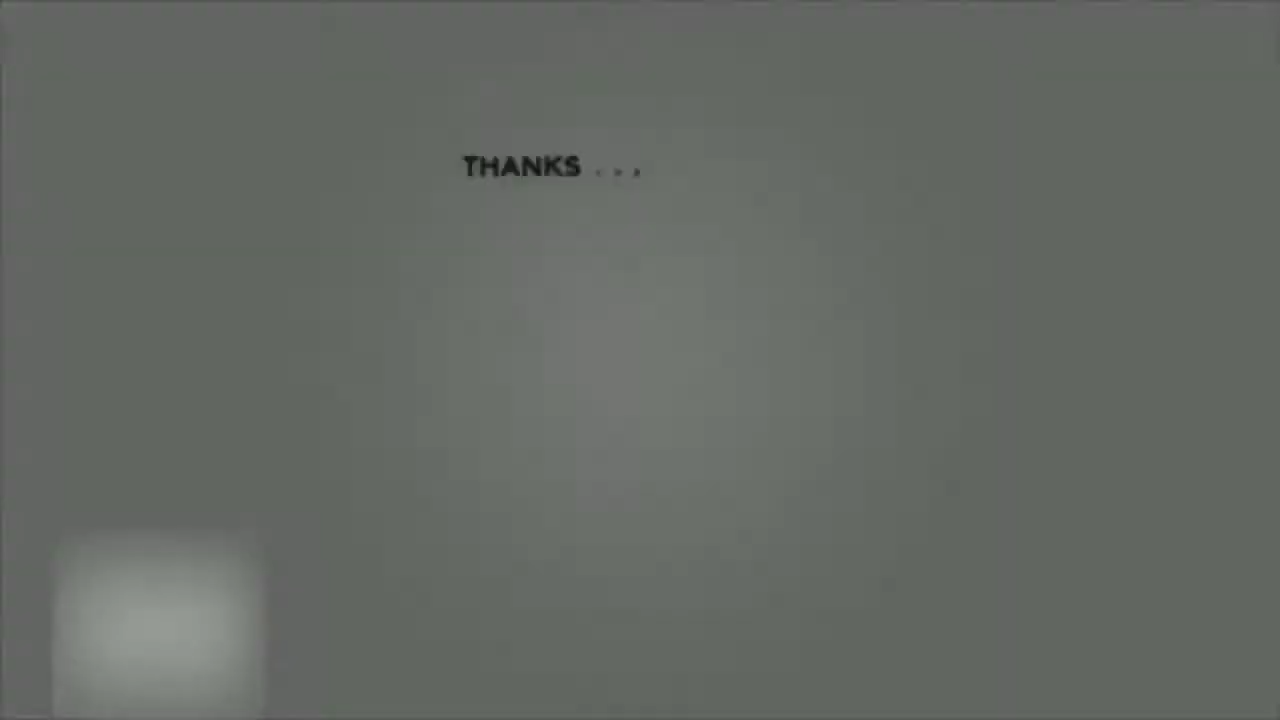 THANKS . . .